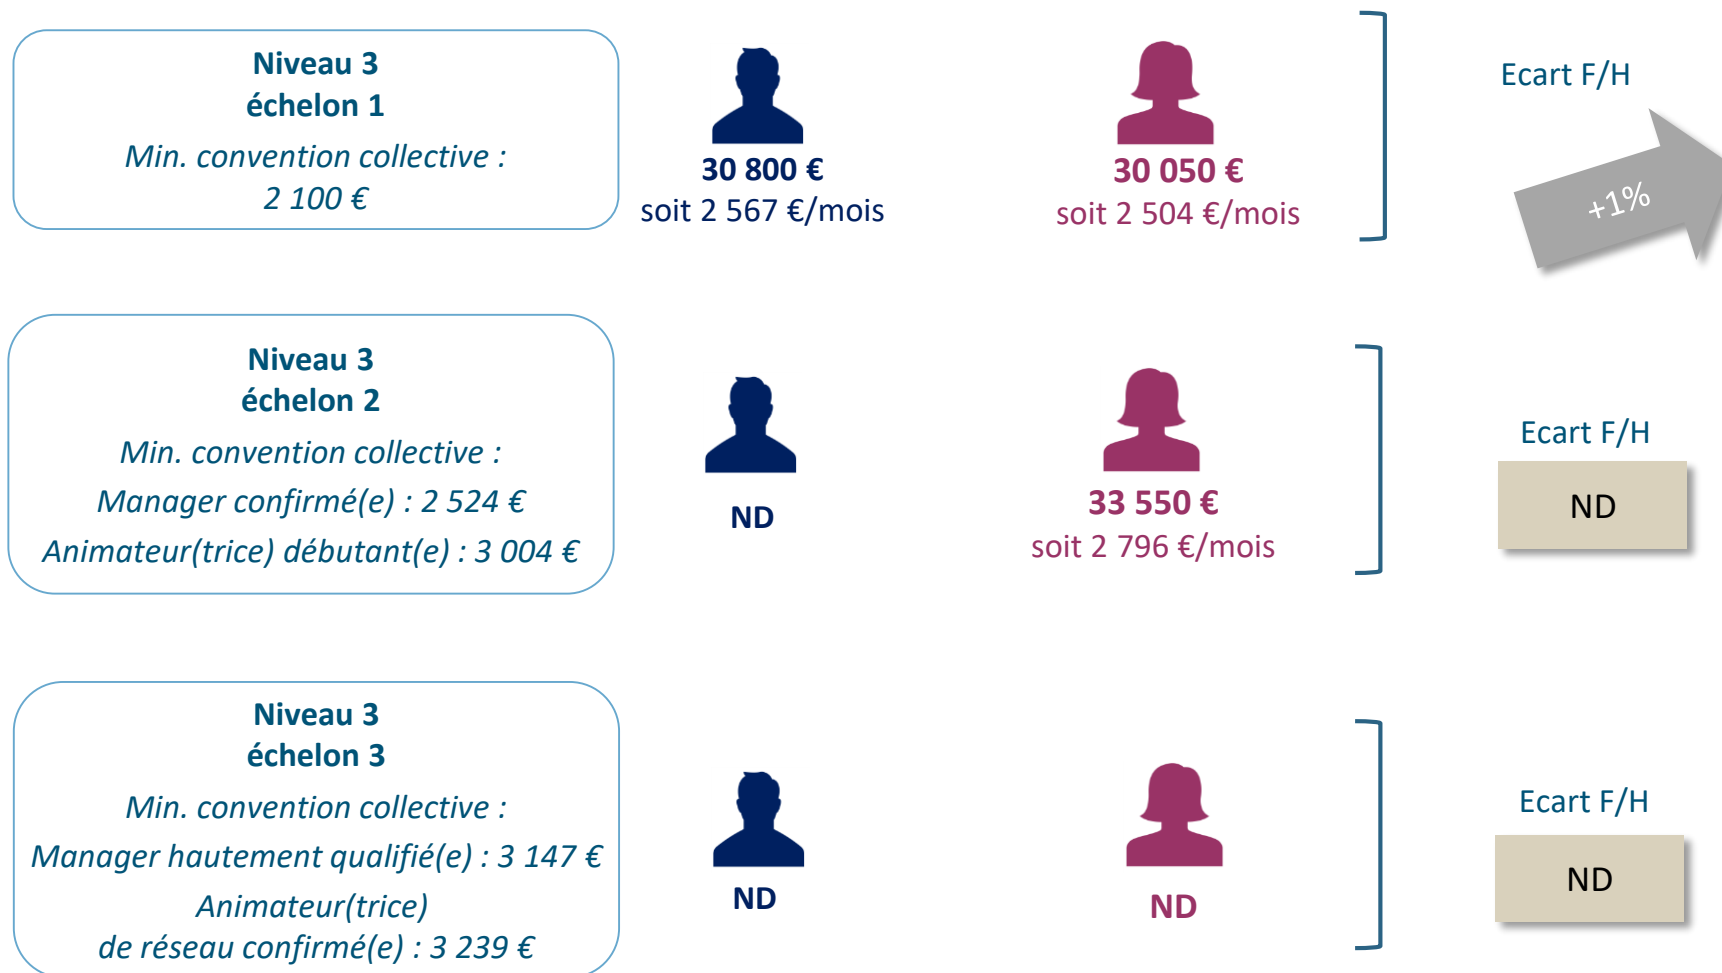 Niveau 3
échelon 1
Min. convention collective :
2 100 €
30 800 €
soit 2 567 €/mois
30 050 €
soit 2 504 €/mois
Ecart F/H
+1%
Niveau 3
échelon 2
Min. convention collective :
Manager confirmé(e) : 2 524 €
Animateur(trice) débutant(e) : 3 004 €
ND
33 550 €
soit 2 796 €/mois
Ecart F/H
ND
Niveau 3
échelon 3
Min. convention collective :
Manager hautement qualifié(e) : 3 147 €
Animateur(trice)
de réseau confirmé(e) : 3 239 €
ND
ND
Ecart F/H
ND